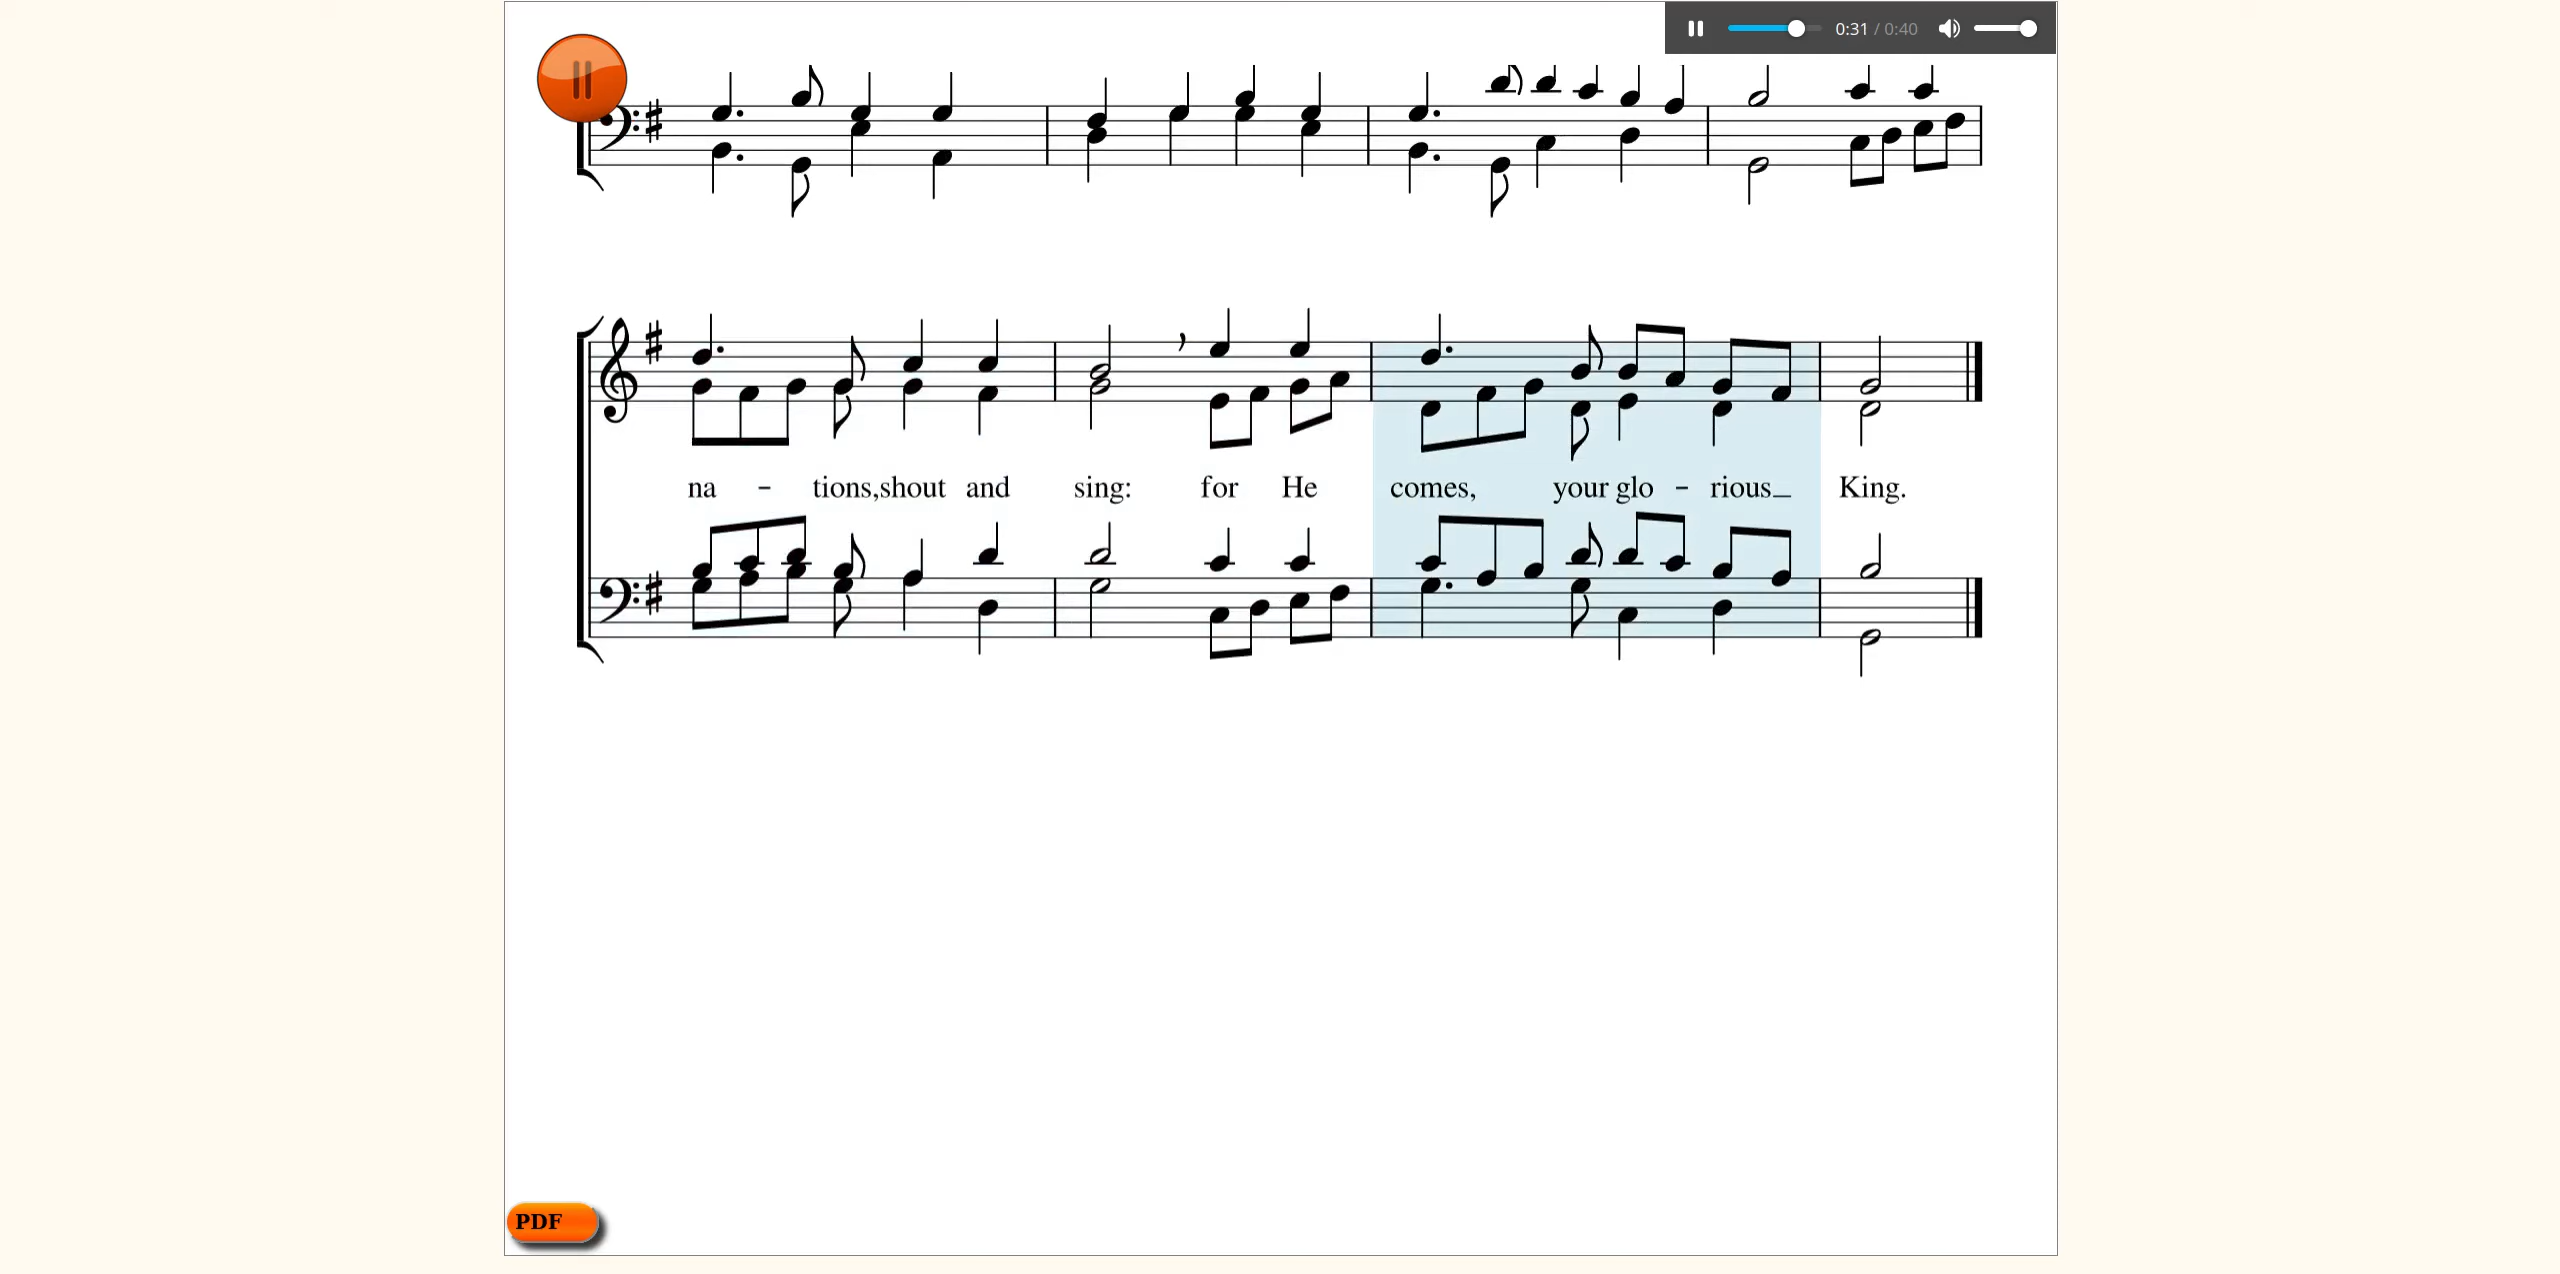 0:31 / 0:40
na - tions, shout and sing: for He comes, your glo - rious_ King.
PDF